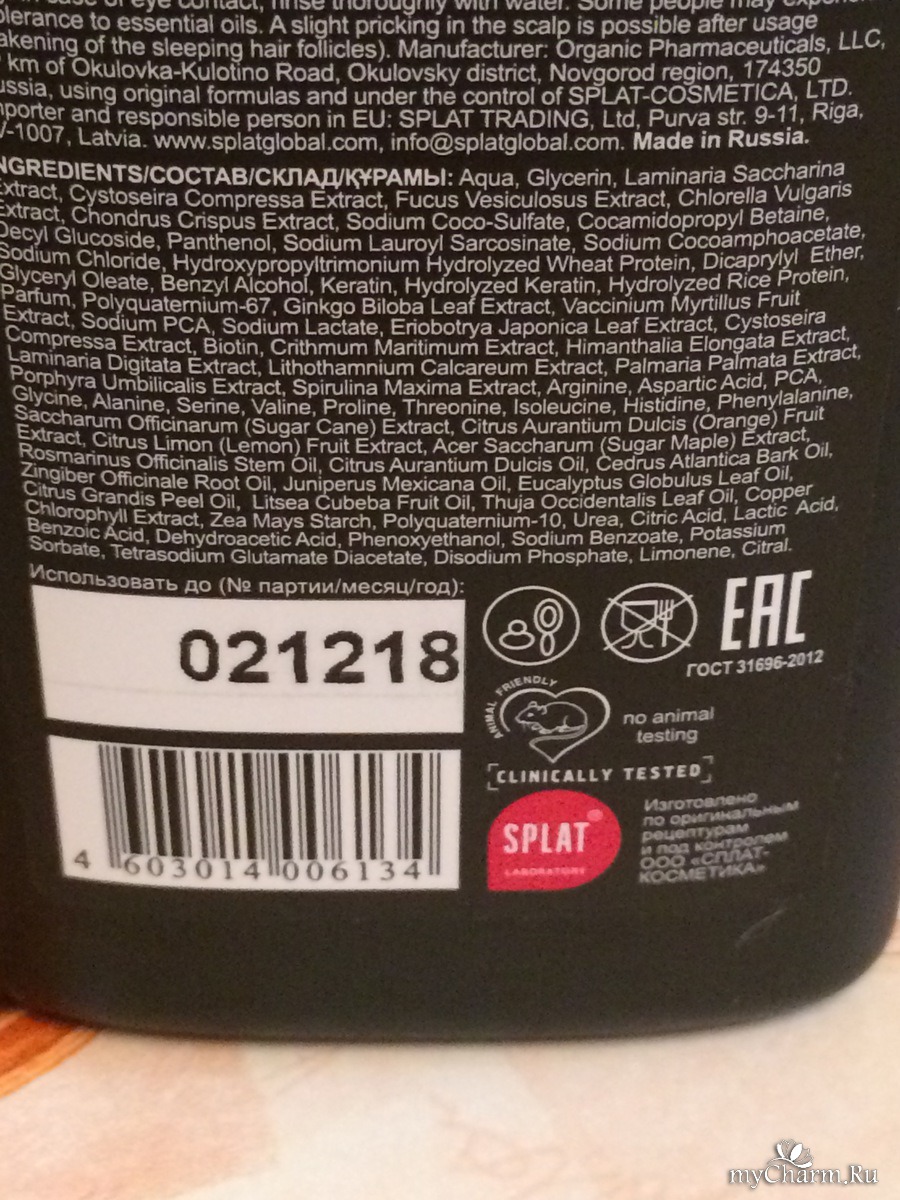 eye contact, rinse thoroughly with water. Some people may
to essential oils. A slight pricking in the scalp is possible after usage
of the sleeping hair follicles). Manufacturer: Organic Pharmaceuticals, LLC,
km of Okulovka-Kulotino Road, Okulovsky district, Novgorod region, 174350
using original formulas and under the control of SPLAT-COSMETICA, LTD.
and responsible person in EU: SPLAT TRADING, Ltd, Purva str. 9-11, Riga,
Latvia. www.splatglobal.com, info@splatglobal.com. Made in Russia.
NGREDIENTS/СОСТАВ/СКЛАД/ҚҰРАМЫ: Aqua, Glycerin, Laminaria Saccharina
Extract, Cystoseira Compressa Extract, Fucus Vesiculosus Extract, Chlorella Vulgaris
Extract, Chondrus Crispus Extract, Sodium Coco-Sulfate, Cocamidopropyl Betaine,
Decyl Glucoside, Panthenol, Sodium Lauroyl Sarcosinate, Sodium Cocoamphoacetate,
Sodium Chloride, Hydroxypropyltrimonium Hydrolyzed Wheat Protein, Dicaprylyl Ether,
Glyceryl Oleate, Benzyl Alcohol, Keratin, Hydrolyzed Keratin, Hydrolyzed Rice Protein,
Parfum, Polyquaternium-67, Ginkgo Biloba Leaf Extract, Vaccinium Myrtillus Fruit
Extract, Sodium PCA, Sodium Lactate, Eriobotrya Japonica Leaf Extract, Cystoseira
Compressa Extract, Biotin, Crithmum Maritimum Extract, Himanthalia Elongata Extract,
Laminaria Digitata Extract, Lithothamnium Calcareum Extract, Palmaria Palmata Extract,
Porphyra Umbilicalis Extract, Spirulina Maxima Extract, Arginine, Aspartic Acid, PCA,
Glycine, Alanine, Serine, Valine, Proline, Threonine, Isoleucine, Histidine, Phenylalanine,
Saccharum Officinarum (Sugar Cane) Extract, Citrus Aurantium Dulcis (Orange) Fruit
Extract, Citrus Limon (Lemon) Fruit Extract, Acer Saccharum (Sugar Maple) Extract,
Rosmarinus Officinalis Stem Oil, Citrus Aurantium Dulcis Oil, Cedrus Atlantica Bark Oil,
Zingiber Officinale Root Oil, Juniperus Mexicana Oil, Eucalyptus Globulus Leaf Oil,
Citrus Grandis Peel Oil, Litsea Cubeba Fruit Oil, Thuja Occidentalis Leaf Oil, Copper
Chlorophyll Extract, Zea Mays Starch, Polyquaternium-10, Urea, Citric Acid, Lactic Acid,
Benzoic Acid, Dehydroacetic Acid, Phenoxyethanol, Sodium Benzoate, Potassium
Sorbate, Tetrasodium Glutamate Diacetate, Disodium Phosphate, Limonene, Citral.
Использовать до (№ партии/месяц/год):
021218
EAC
ГОСТ 31696-2012
ANIMAL FRIENDLY
no animal
testing
CLINICALLY TESTED
SPLAT®
LABORATORY
Изготовлено
по оригинальным
рецептурам
и под контролем
ООО «СПЛАТ-
КОСМЕТИКА»
4 603014 006134
myCharm.Ru